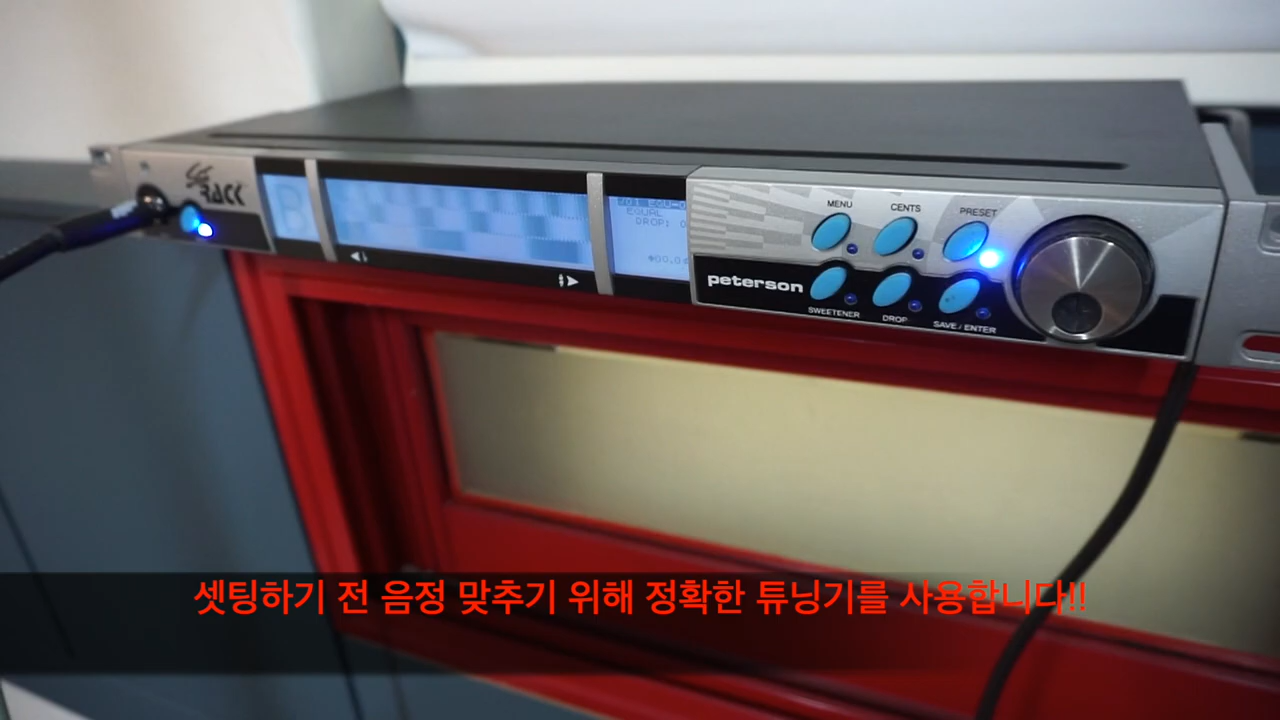 RACK
B
EQUAL
DROP:
MENU
CENTS
PRESET
peterson
SWEETENER
DROP
SAVE / ENTER
셋팅하기 전 음정 맞추기 위해 정확한 튜닝기를 사용합니다!!